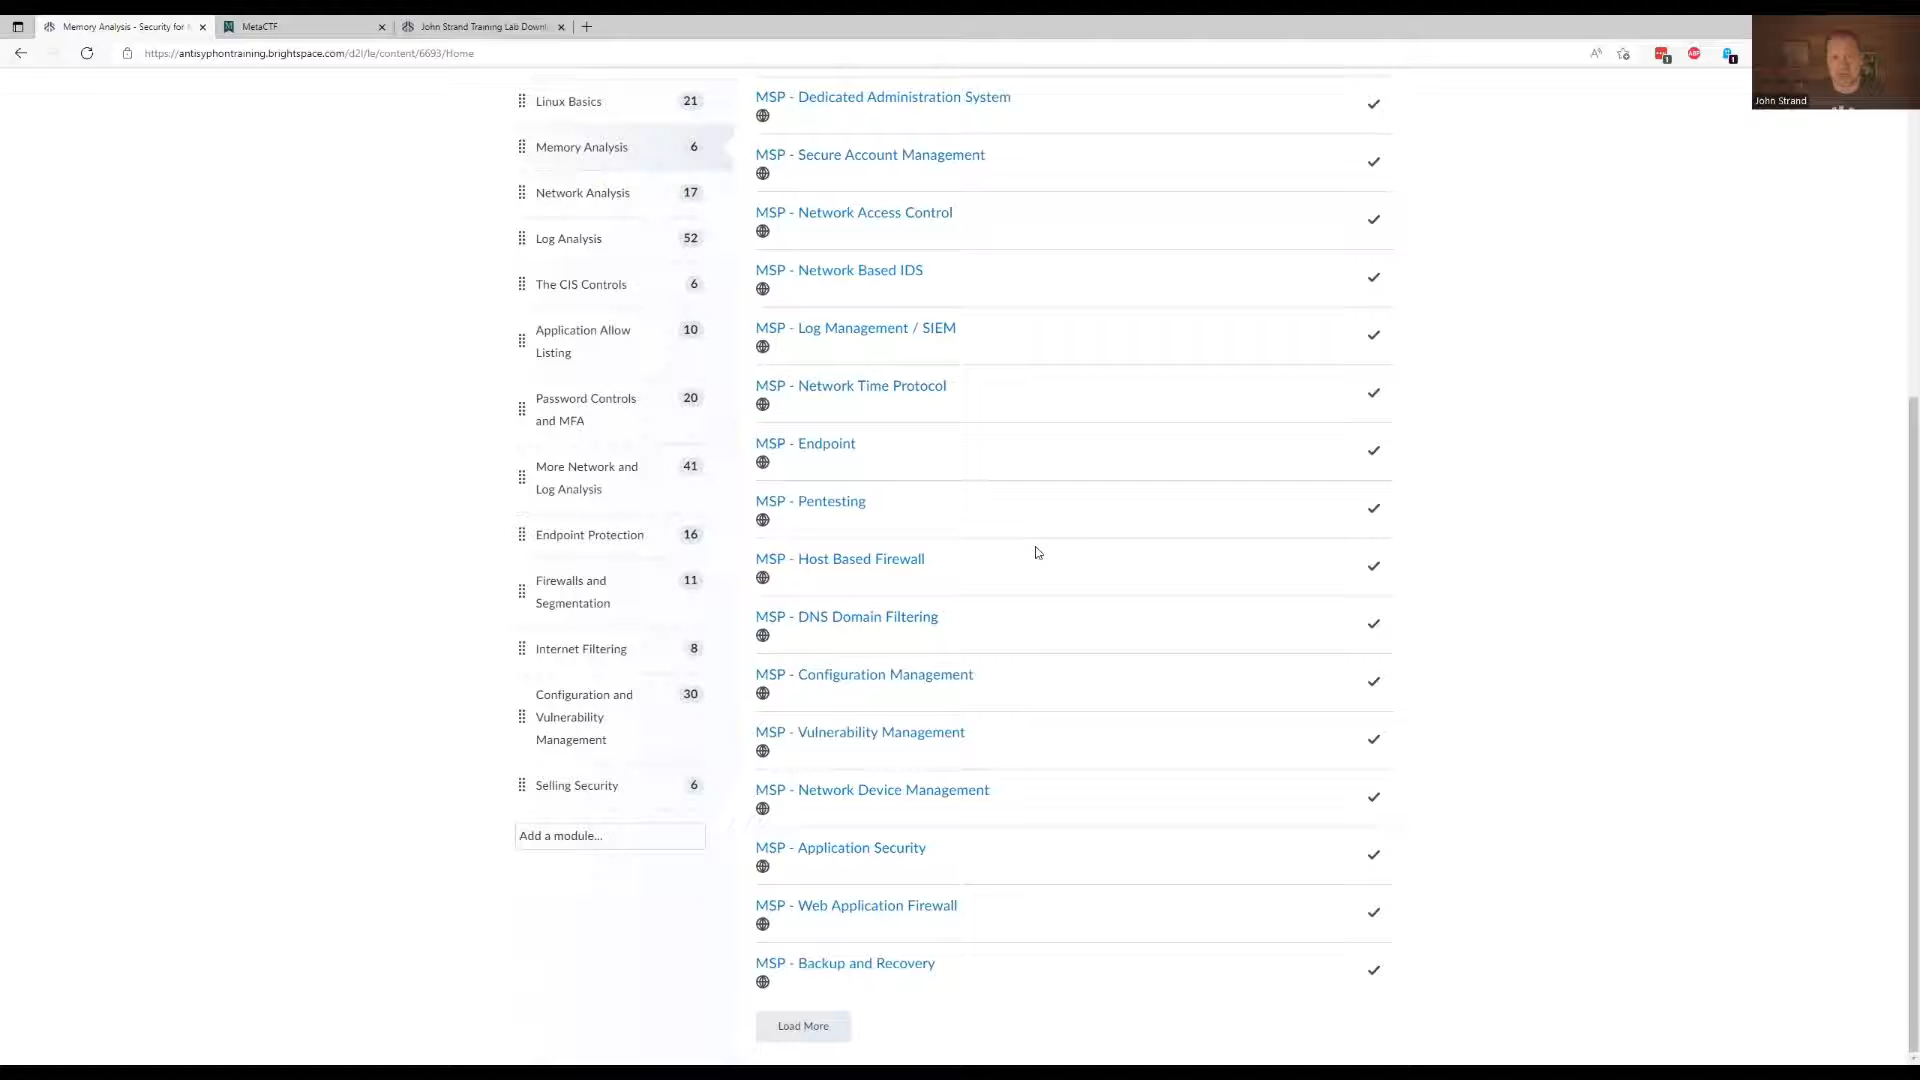 Memory Analysis - Security for
MetaCTF
John Strand Training Lab Downl
https://antisyphontraining.brightspace.com/d2l/le/content/6693/Home
John Strand
Linux Basics 21
Memory Analysis 6
Network Analysis 17
Log Analysis 52
The CIS Controls 6
Application Allow 10
Listing
Password Controls 20
and MFA
More Network and 41
Log Analysis
Endpoint Protection 16
Firewalls and 11
Segmentation
Internet Filtering 8
Configuration and 30
Vulnerability
Management
Selling Security 6
Add a module...
MSP - Dedicated Administration System
MSP - Secure Account Management
MSP - Network Access Control
MSP - Network Based IDS
MSP - Log Management / SIEM
MSP - Network Time Protocol
MSP - Endpoint
MSP - Pentesting
MSP - Host Based Firewall
MSP - DNS Domain Filtering
MSP - Configuration Management
MSP - Vulnerability Management
MSP - Network Device Management
MSP - Application Security
MSP - Web Application Firewall
MSP - Backup and Recovery
Load More